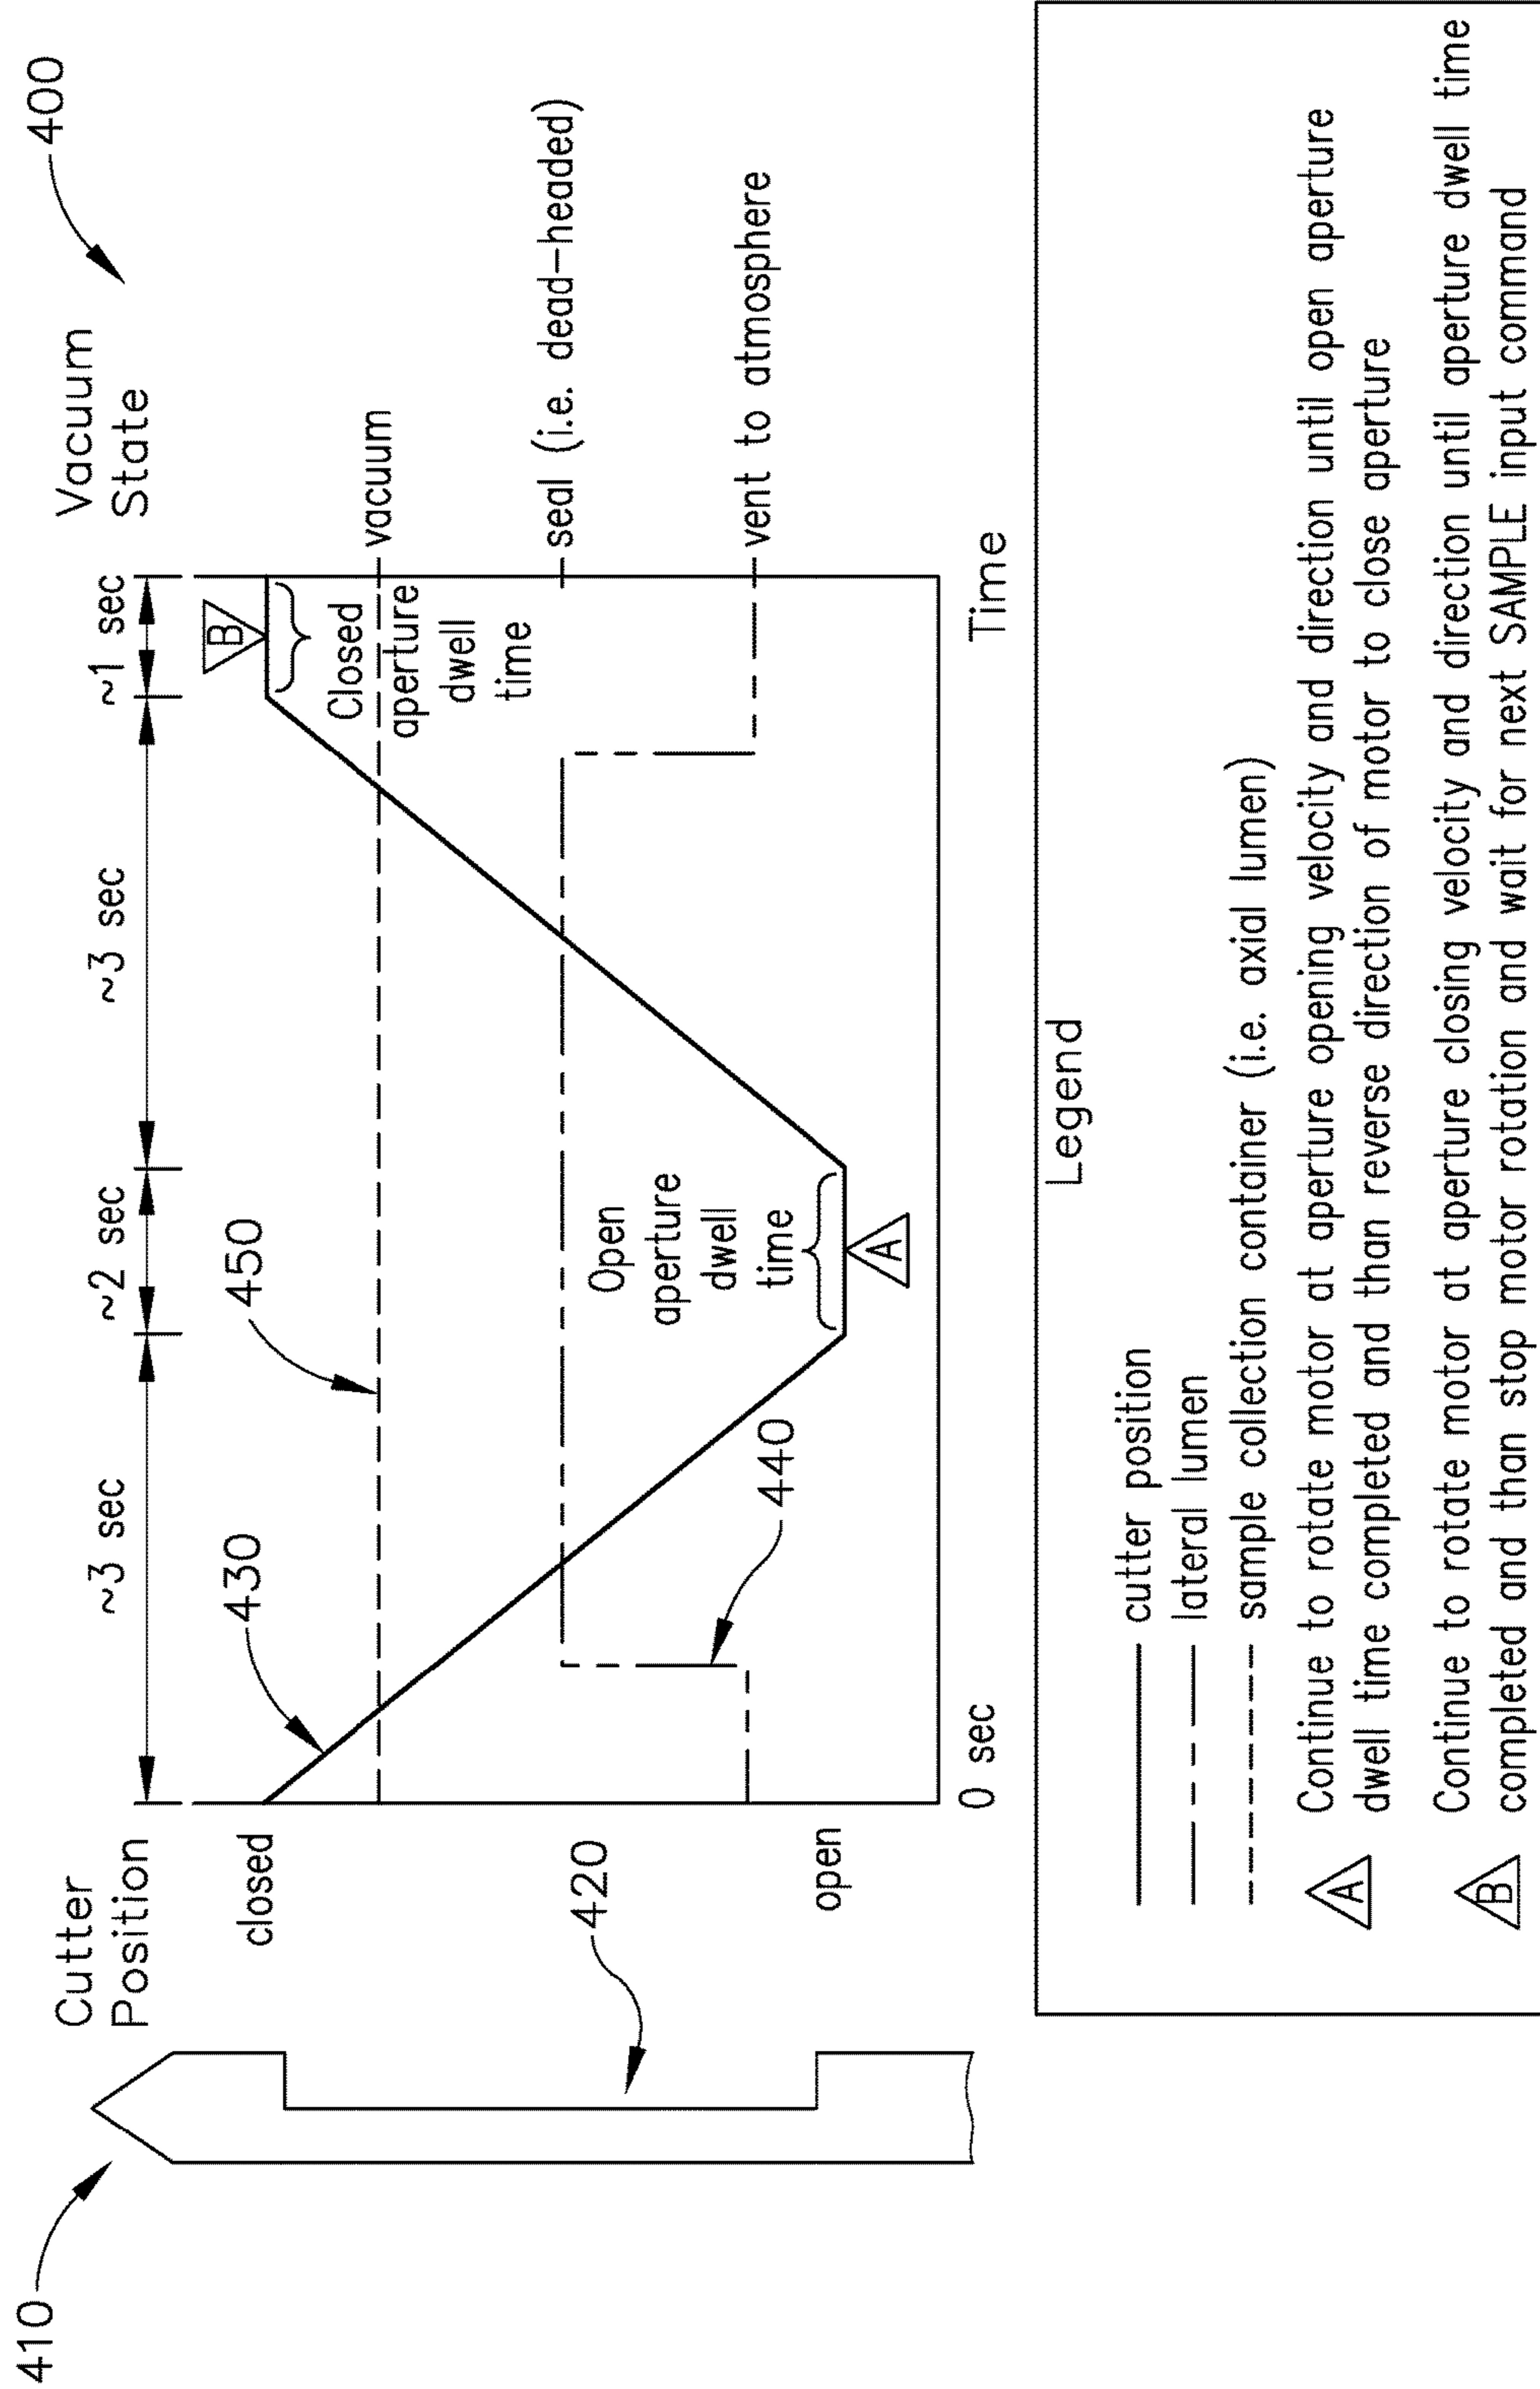 410
400
Cutter
Position
~3 sec
~2 sec
~3 sec
~1 sec
Vacuum
State
closed
430
450
B
Closed
aperture
dwell
time
vacuum
420
seal (i.e. dead-headed)
Open
aperture
dwell
time
440
vent to atmosphere
open
A
0 sec
Time
Legend
cutter position
lateral lumen
sample collection container (i.e. axial lumen)
A Continue to rotate motor at aperture opening velocity and direction until open aperture
dwell time completed and than reverse direction of motor to close aperture
B Continue to rotate motor at aperture closing velocity and direction until aperture dwell time
completed and than stop motor rotation and wait for next SAMPLE input command